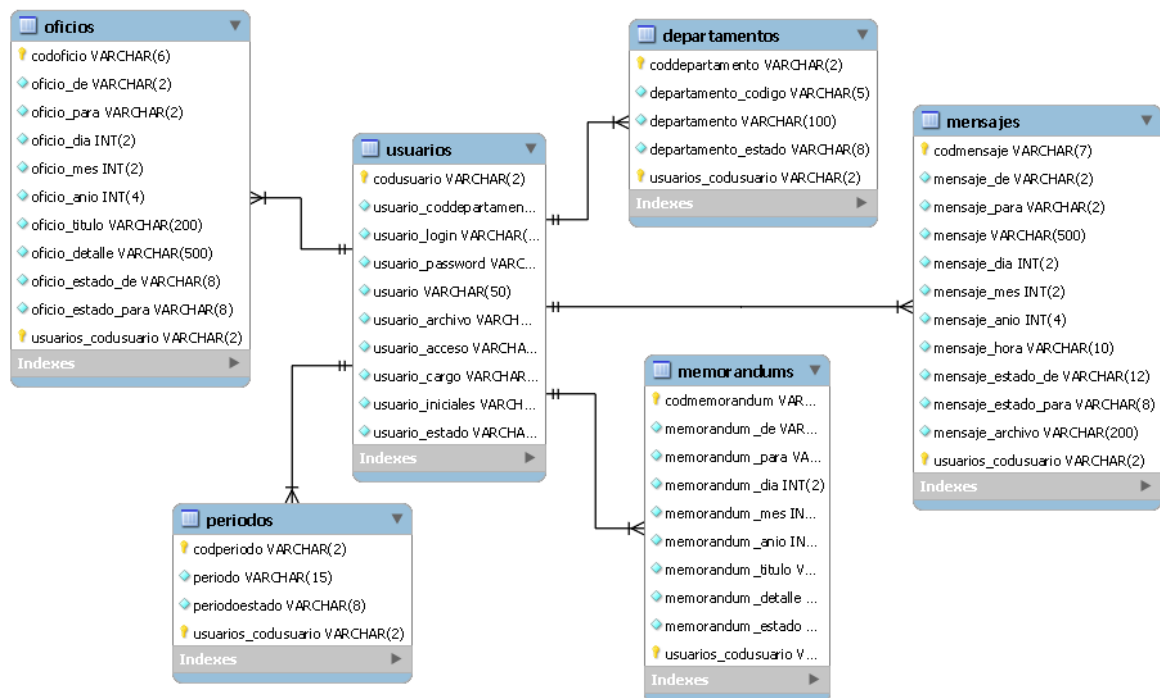 oficios
codoficio VARCHAR(6)
oficio_de VARCHAR(2)
oficio_para VARCHAR(2)
oficio_dia INT(2)
oficio_mes INT(2)
oficio_anio INT(4)
oficio_titulo VARCHAR(200)
oficio_detalle VARCHAR(500)
oficio_estado_de VARCHAR(8)
oficio_estado_para VARCHAR(8)
usuarios_codusuario VARCHAR(2)
Indexes
usuarios
codusuario VARCHAR(2)
usuario_coddepartamen...
usuario_login VARCHAR(...
usuario_password VARC...
usuario VARCHAR(50)
usuario_archivo VARCH...
usuario_acceso VARCHA...
usuario_cargo VARCHAR...
usuario_iniciales VARCH...
usuario_estado VARCHA...
Indexes
departamentos
coddepartamento VARCHAR(2)
departamento_codigo VARCHAR(5)
departamento VARCHAR(100)
departamento_estado VARCHAR(8)
usuarios_codusuario VARCHAR(2)
Indexes
mensajes
codmensaje VARCHAR(7)
mensaje_de VARCHAR(2)
mensaje_para VARCHAR(2)
mensaje VARCHAR(500)
mensaje_dia INT(2)
mensaje_mes INT(2)
mensaje_anio INT(4)
mensaje_hora VARCHAR(10)
mensaje_estado_de VARCHAR(12)
mensaje_estado_para VARCHAR(8)
mensaje_archivo VARCHAR(200)
usuarios_codusuario VARCHAR(2)
Indexes
periodos
codperiodo VARCHAR(2)
periodo VARCHAR(15)
periodoestado VARCHAR(8)
usuarios_codusuario VARCHAR(2)
Indexes
memorandums
codmemorandum VAR...
memorandum_de VAR...
memorandum_para VA...
memorandum_dia INT(2)
memorandum_mes IN...
memorandum_anio IN...
memorandum_titulo V...
memorandum_detalle ...
memorandum_estado ...
usuarios_codusuario V...
Indexes